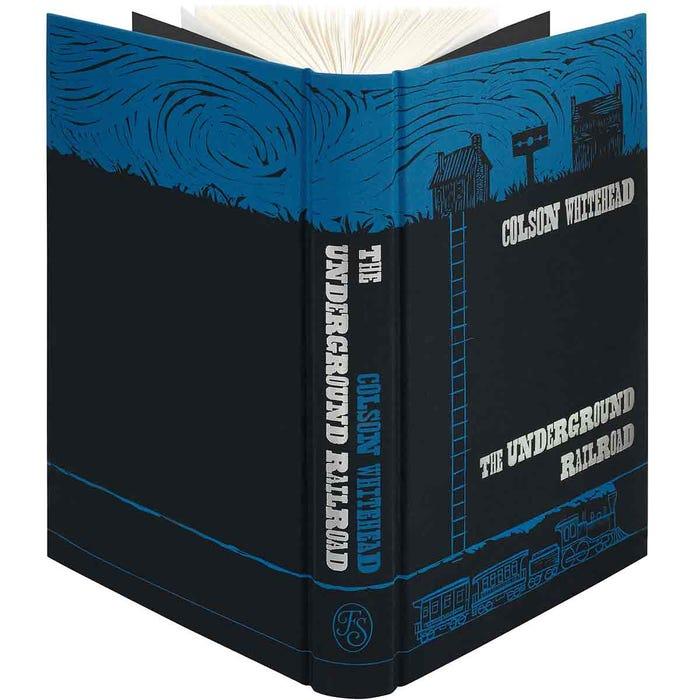 THE
UNDERGROUND RAILROAD
COLSON WHITEHEAD
FS
COLSON WHITEHEAD
THE UNDERGROUND
RAILROAD